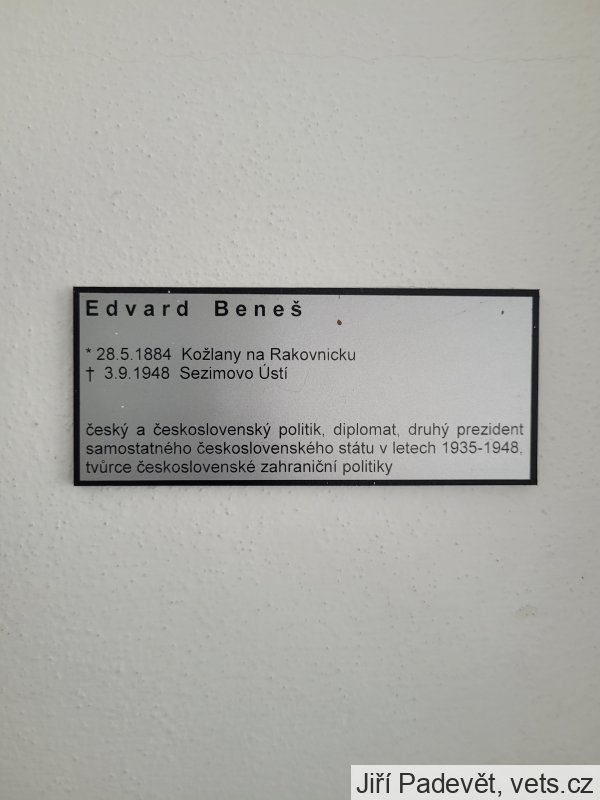 Edvard Beneš
* 28.5.1884 Kožlany na Rakovnicku
† 3.9.1948 Sezimovo Ústí
český a československý politik, diplomat, druhý prezident
samostatného československého státu v letech 1935-1948,
tvůrce československé zahraniční politiky
Jiří Padevět, vets.cz